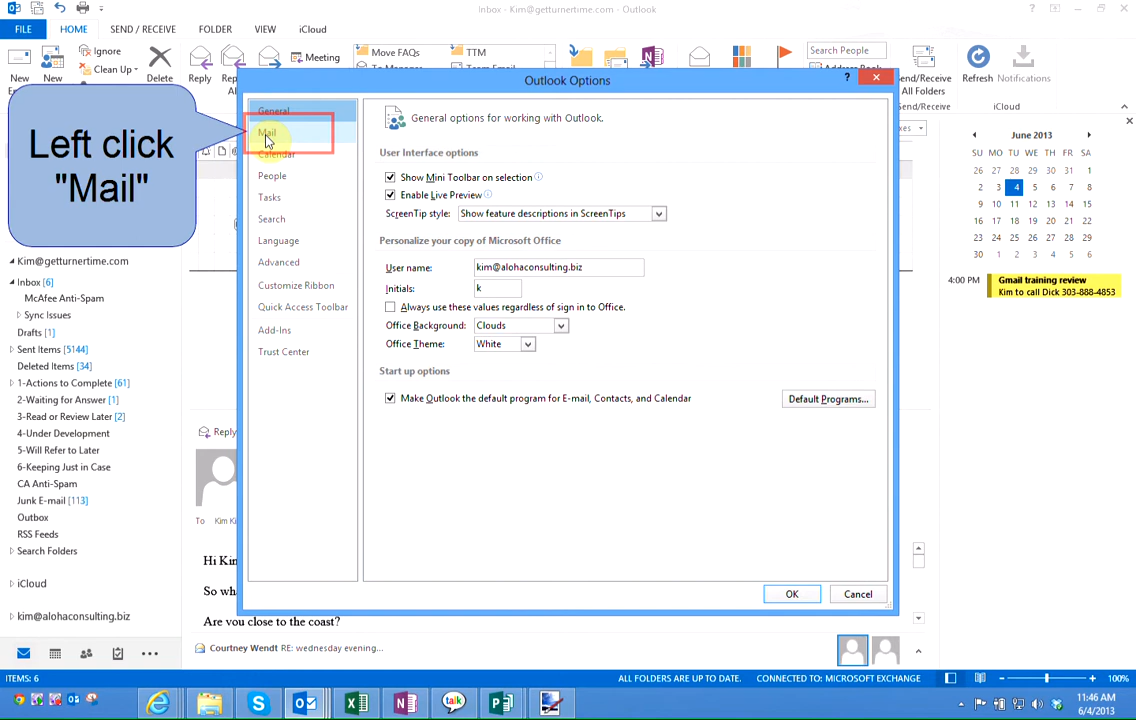 Inbox - Kim@getturnertime.com - Outlook
FILE HOME SEND / RECEIVE FOLDER VIEW iCloud
Ignore
Clean Up
New
New
Delete
Reply
Meeting
Move FAQs
TTM
Search People
Send/Receive
All Folders
Refresh
Notifications
iCloud
Left click
"Mail"
Kim@getturnertime.com
Inbox [6]
McAfee Anti-Spam
Sync Issues
Drafts [1]
Sent Items [5144]
Deleted Items [34]
1-Actions to Complete [61]
2-Waiting for Answer [1]
3-Read or Review Later [2]
4-Under Development
5-Will Refer to Later
6-Keeping Just in Case
CA Anti-Spam
Junk E-mail [113]
Outbox
RSS Feeds
Search Folders
iCloud
kim@alohaconsulting.biz
Outlook Options
General
Mail
Calendar
People
Tasks
Search
Language
Advanced
Customize Ribbon
Quick Access Toolbar
Add-Ins
Trust Center
General options for working with Outlook.
User Interface options
Show Mini Toolbar on selection
Enable Live Preview
ScreenTip style: Show feature descriptions in ScreenTips
Personalize your copy of Microsoft Office
User name: kim@alohaconsulting.biz
Initials: k
Always use these values regardless of sign in to Office.
Office Background: Clouds
Office Theme: White
Start up options
Make Outlook the default program for E-mail, Contacts, and Calendar
Default Programs...
OK Cancel
June 2013
SU MO TU WE TH FR SA
26 27 28 29 30 31 1
2 3 4 5 6 7 8
9 10 11 12 13 14 15
16 17 18 19 20 21 22
23 24 25 26 27 28 29
30 1 2 3 4 5 6
4:00 PM Gmail training review
Kim to call Dick 303-888-4853
Reply
To Kim
Hi Kim
Are you close to the coast?
Courtney Wendt RE: wednesday evening...
ITEMS: 6
ALL FOLDERS ARE UP TO DATE. CONNECTED TO: MICROSOFT EXCHANGE
100%
talk
11:46 AM
6/4/2013